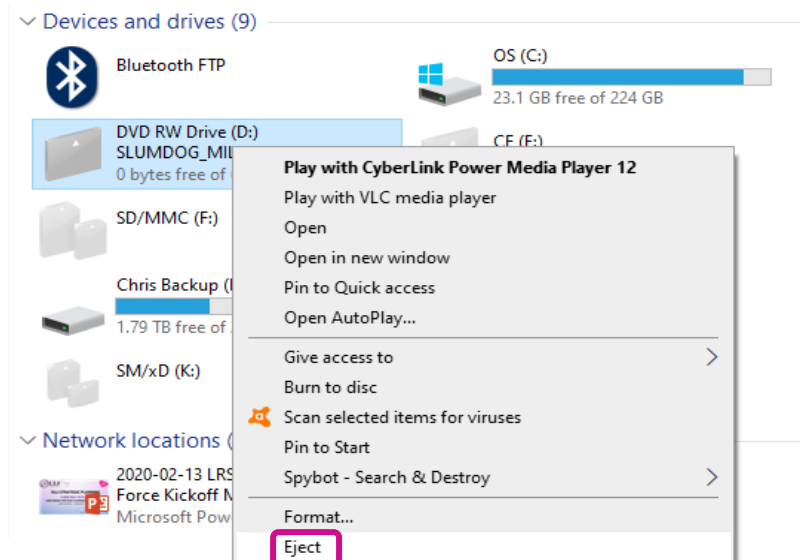 Devices and drives (9)
Bluetooth FTP
OS (C:)
23.1 GB free of 224 GB
DVD RW Drive (D:)
SLUMDOG_MIL
0 bytes free of
CF (E:)
SD/MMC (F:)
Chris Backup (
1.79 TB free of
SM/xD (K:)
Network locations (
2020-02-13 LRS
Force Kickoff M
Microsoft Pow
Play with CyberLink Power Media Player 12
Play with VLC media player
Open
Open in new window
Pin to Quick access
Open AutoPlay...
Give access to
Burn to disc
Scan selected items for viruses
Pin to Start
Spybot - Search & Destroy
Format...
Eject